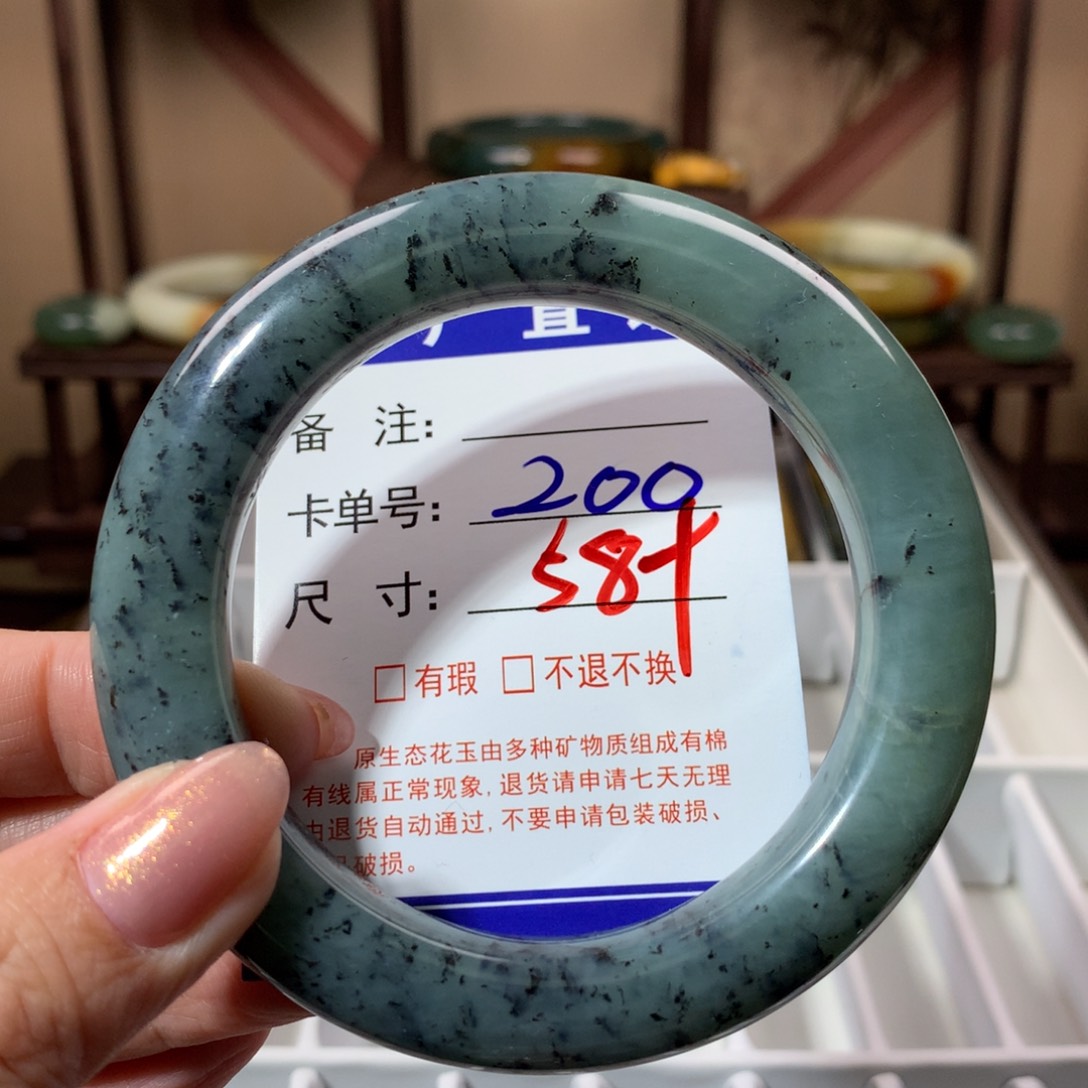 直
备 注:
卡单号: 200
尺 寸: 58+
□有瑕 □不退不换
原生态花玉由多种矿物质组成有棉
有线属正常现象,退货请申请七天无理
由退货自动通过,不要申请包装破损、
破损。